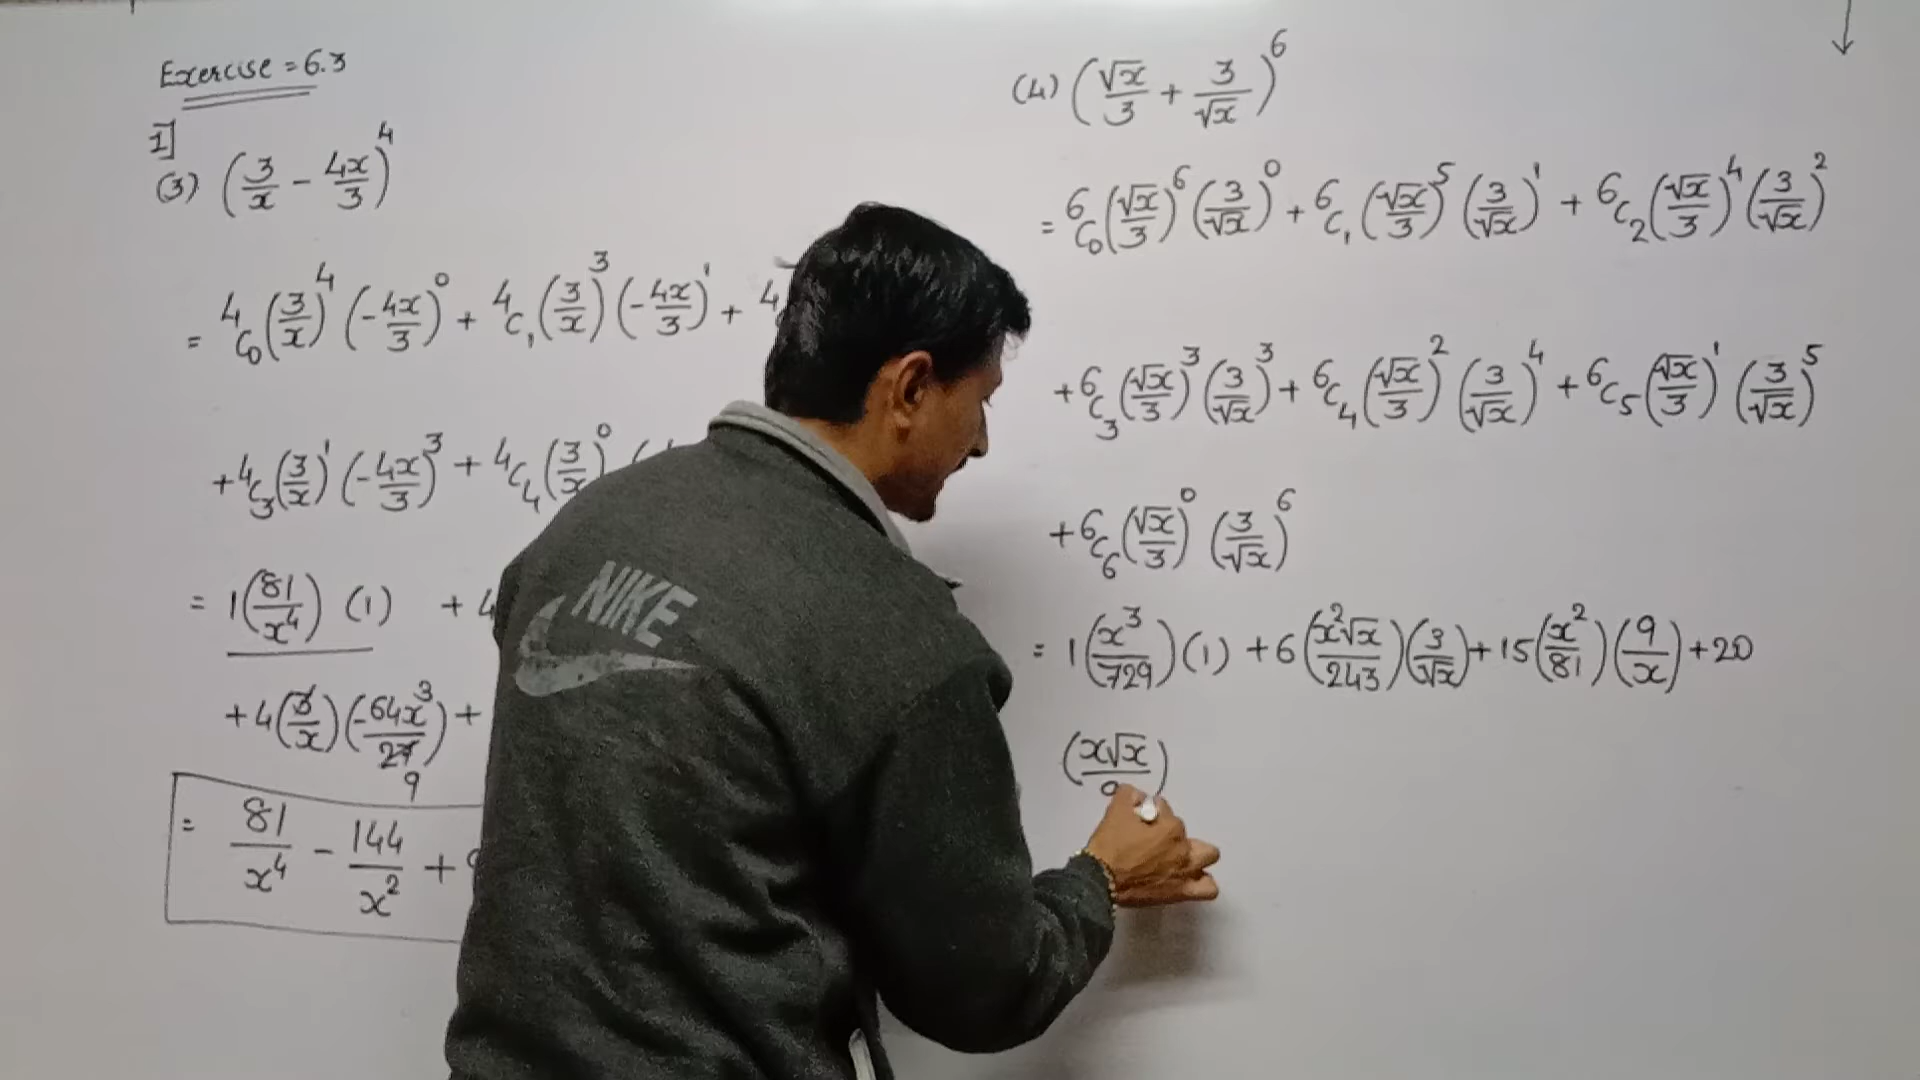 Exercise = 6.3
1]
(3) (3/x - 4x/3)^4
= ⁴C₀(3/x)^4 (-4x/3)^0 + ⁴C₁(3/x)^3 (-4x/3)^1 + 4
+ ⁴C₃(3/x)^1 (-4x/3)^3 + ⁴C₄(3/x)^0 (
= 1(81/x^4) (1) + 4
+ 4(3/x)(-64x^3/27) +
9
= 81/x^4 - 144/x^2 +
(4) (√x/3 + 3/√x)^6
= ⁶C₀(√x/3)^6 (3/√x)^0 + ⁶C₁(√x/3)^5 (3/√x)^1 + ⁶C₂(√x/3)^4 (3/√x)^2
+ ⁶C₃(√x/3)^3 (3/√x)^3 + ⁶C₄(√x/3)^2 (3/√x)^4 + ⁶C₅(√x/3)^1 (3/√x)^5
+ ⁶C₆(√x/3)^0 (3/√x)^6
= 1(x^3/729)(1) + 6(x^2√x/243)(3/√x) + 15(x^2/81)(9/x) + 20
(x√x/
NIKE